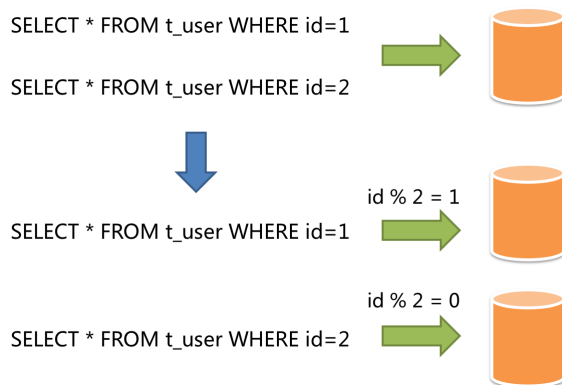 SELECT * FROM t_user WHERE id=1
SELECT * FROM t_user WHERE id=2
id % 2 = 1
SELECT * FROM t_user WHERE id=1
id % 2 = 0
SELECT * FROM t_user WHERE id=2